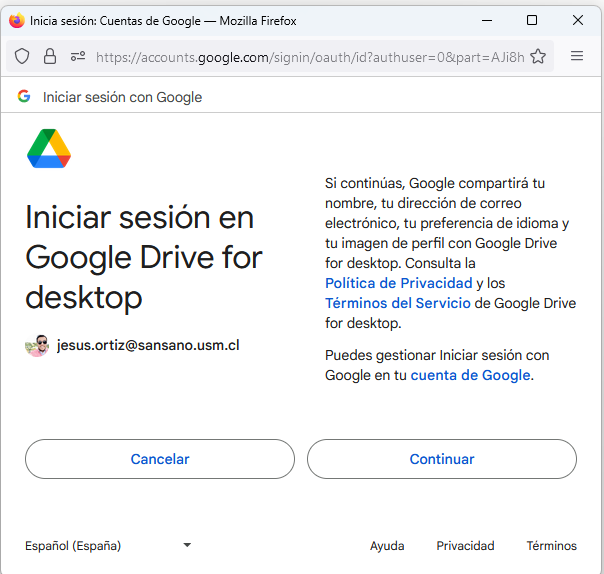 Inicia sesión: Cuentas de Google — Mozilla Firefox
https://accounts.google.com/signin/oauth/id?authuser=0&part=AJi8h
Iniciar sesión con Google
Iniciar sesión en
Google Drive for
desktop
jesus.ortiz@sansano.usm.cl
Si continúas, Google compartirá tu
nombre, tu dirección de correo
electrónico, tu preferencia de idioma y
tu imagen de perfil con Google Drive
for desktop. Consulta la
Política de Privacidad y los
Términos del Servicio de Google Drive
for desktop.
Puedes gestionar Iniciar sesión con
Google en tu cuenta de Google.
Cancelar
Continuar
Español (España)
Ayuda
Privacidad
Términos